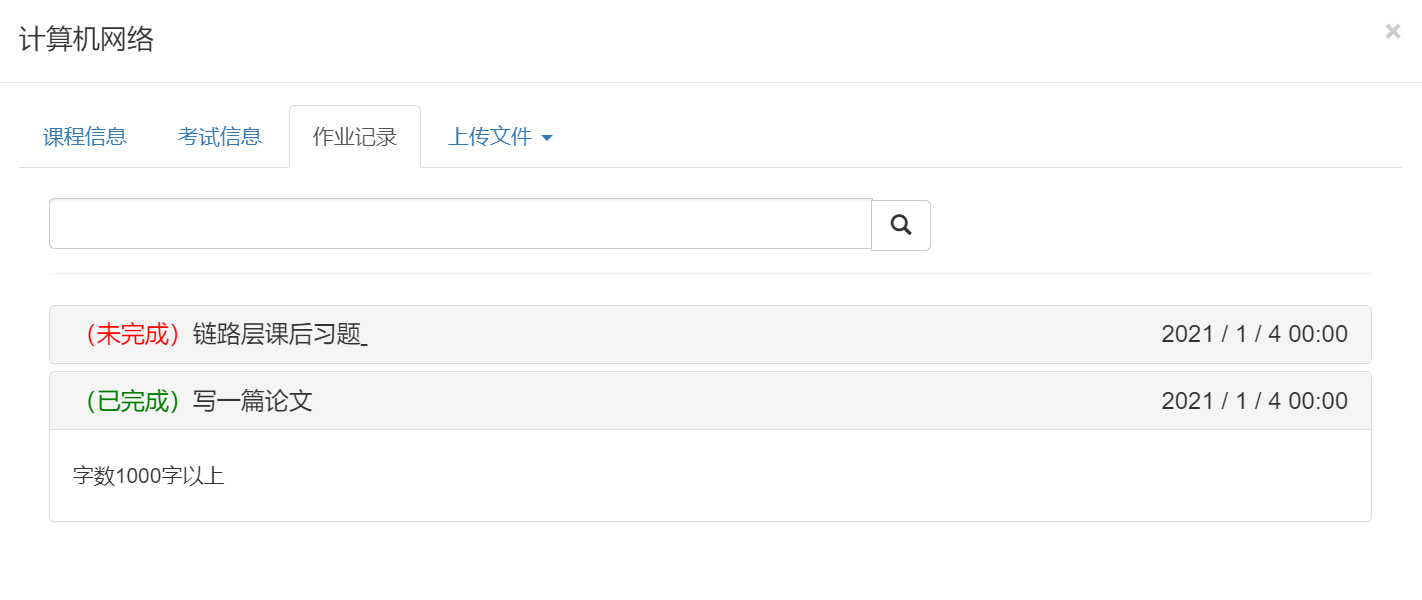 计算机网络 ×
课程信息 考试信息 作业记录 上传文件
（未完成）链路层课后习题_ 2021 / 1 / 4 00:00
（已完成）写一篇论文 2021 / 1 / 4 00:00
字数1000字以上